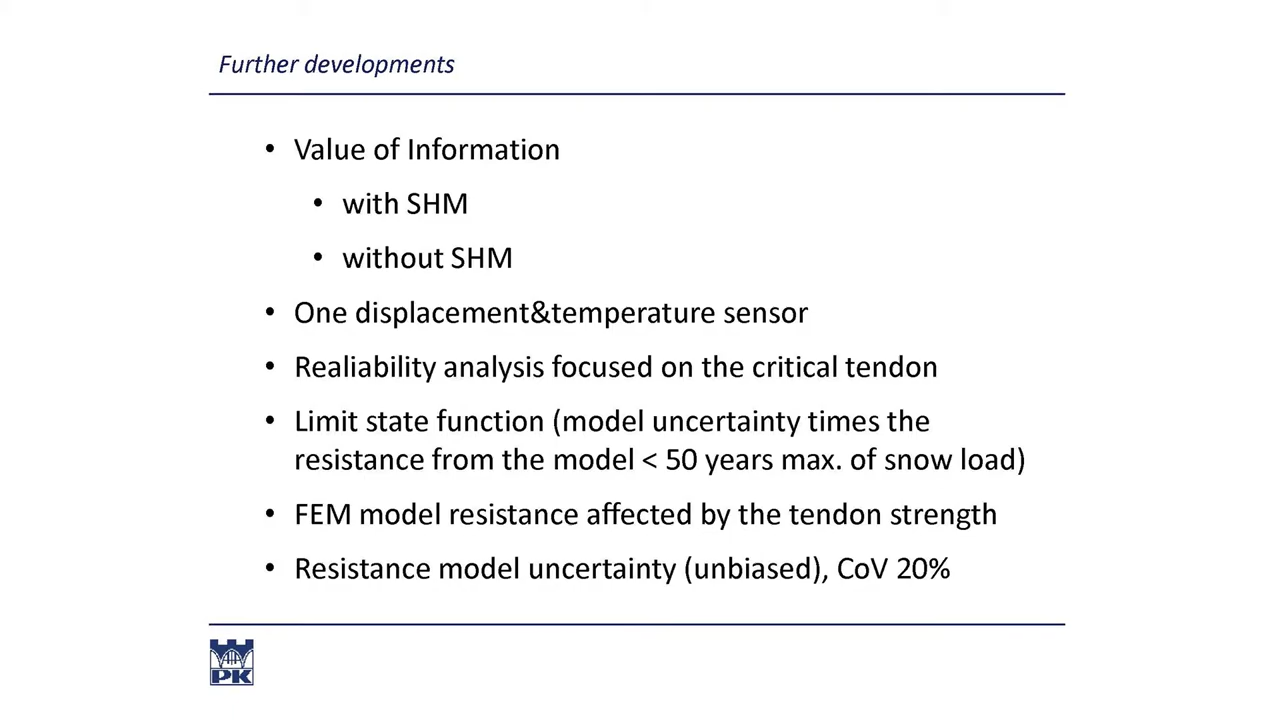 Further developments
• Value of Information
• with SHM
• without SHM
• One displacement&temperature sensor
• Realiability analysis focused on the critical tendon
• Limit state function (model uncertainty times the
resistance from the model < 50 years max. of snow load)
• FEM model resistance affected by the tendon strength
• Resistance model uncertainty (unbiased), CoV 20%
PK